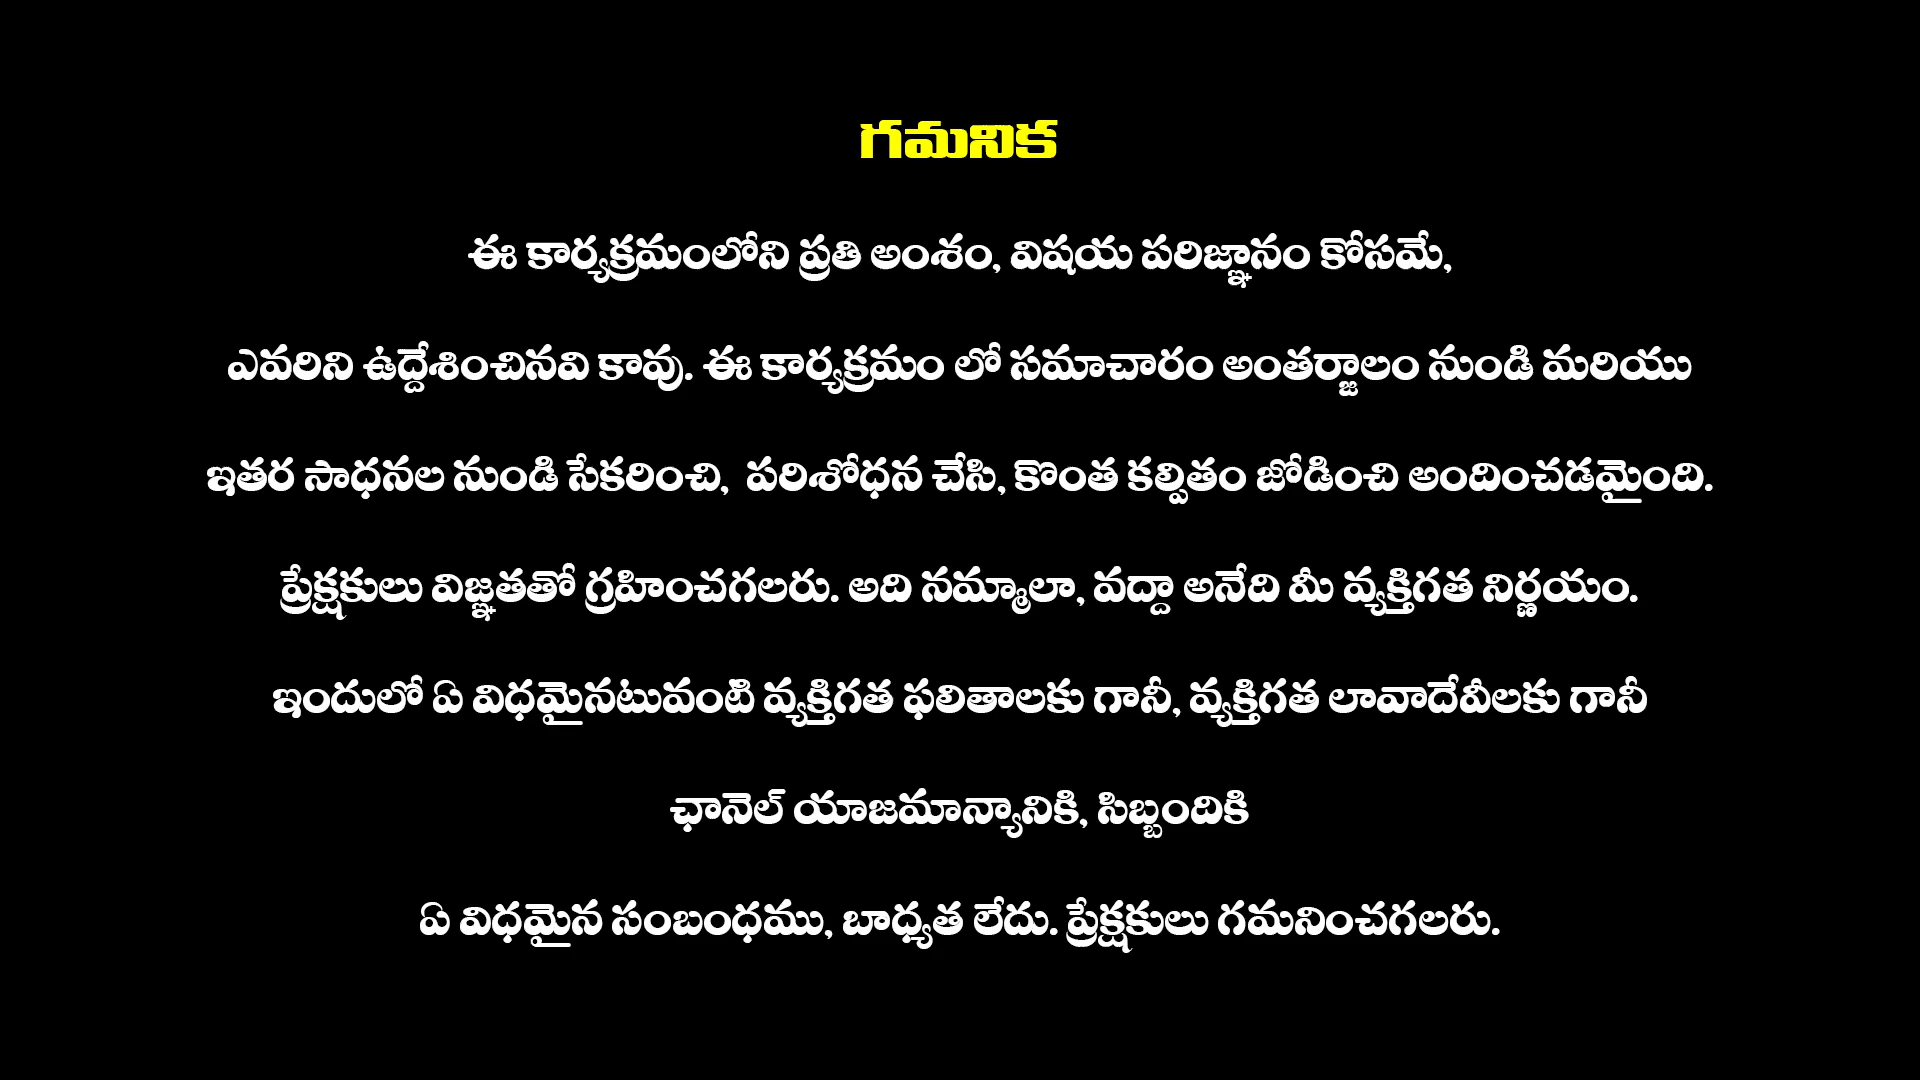 గమనిక
ఈ కార్యక్రమంలోని ప్రతి అంశం, విషయ పరిజ్ఞానం కోసమే,
ఎవరిని ఉద్దేశించినవి కావు. ఈ కార్యక్రమం లో సమాచారం అంతర్జాలం నుండి మరియు
ఇతర సాధనల నుండి సేకరించి, పరిశోధన చేసి, కొంత కల్పితం జోడించి అందించడమైంది.
ప్రేక్షకులు విజ్ఞతతో గ్రహించగలరు. అది నమ్మాలా, వద్దా అనేది మీ వ్యక్తిగత నిర్ణయం.
ఇందులో ఏ విధమైనటువంటి వ్యక్తిగత ఫలితాలకు గానీ, వ్యక్తిగత లావాదేవీలకు గానీ
ఛానెల్ యాజమాన్యానికి, సిబ్బందికి
ఏ విధమైన సంబంధము, బాధ్యత లేదు. ప్రేక్షకులు గమనించగలరు.